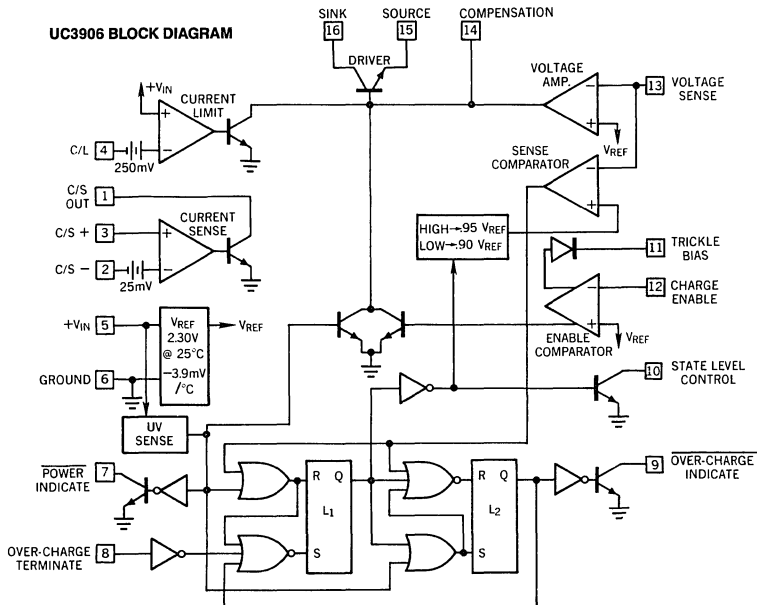 UC3906 BLOCK DIAGRAM
SINK
16
SOURCE
15
COMPENSATION
14
DRIVER
+VIN
CURRENT
LIMIT
C/L 4
250mV
VOLTAGE
AMP.
−
+
13 VOLTAGE
SENSE
VREF
C/S
OUT
1
C/S + 3
C/S − 2
25mV
CURRENT
SENSE
+
−
SENSE
COMPARATOR
−
+
HIGH→.95 VREF
LOW→.90 VREF
11 TRICKLE
BIAS
12 CHARGE
ENABLE
−
+
VREF
ENABLE
COMPARATOR
+VIN 5
VREF
2.30V
@ 25°C
−3.9mV
/°C
VREF
GROUND 6
UV
SENSE
10 STATE LEVEL
CONTROL
POWER
INDICATE
7
R Q
L1
S
R Q
L2
S
9 OVER-CHARGE
INDICATE
OVER-CHARGE
TERMINATE
8